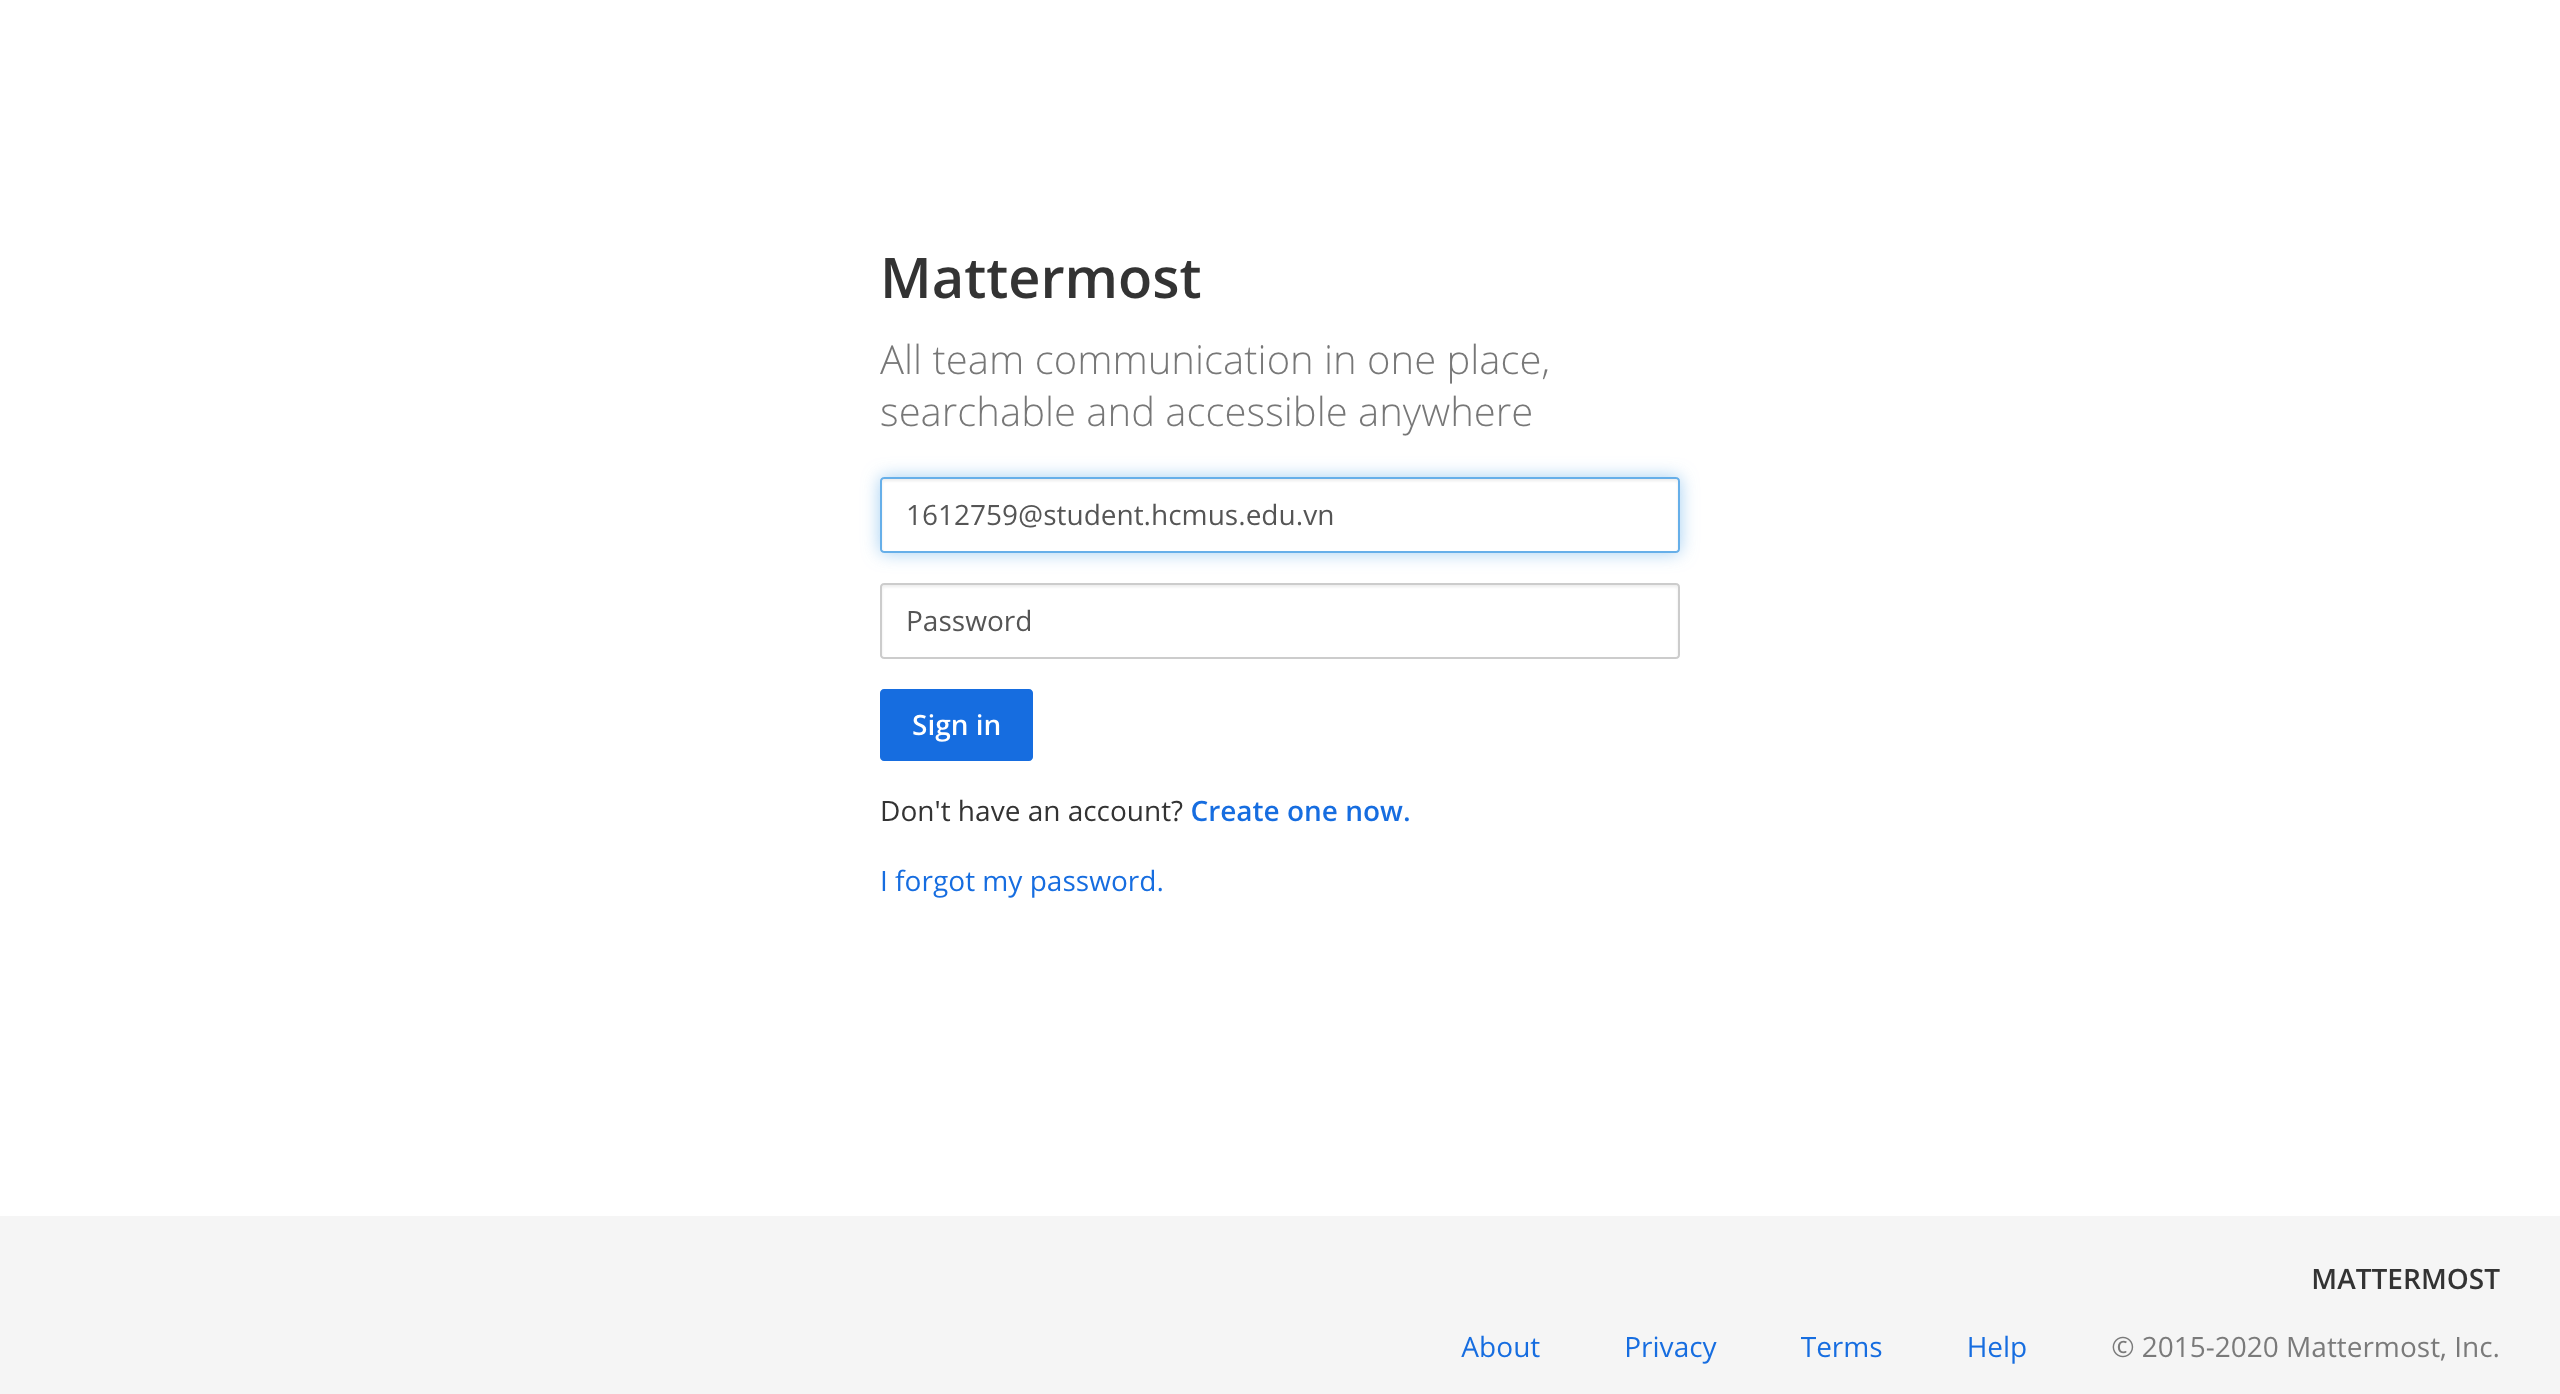 Mattermost
All team communication in one place,
searchable and accessible anywhere
1612759@student.hcmus.edu.vn
Password
Sign in
Don't have an account? Create one now.
I forgot my password.
MATTERMOST
About Privacy Terms Help © 2015-2020 Mattermost, Inc.